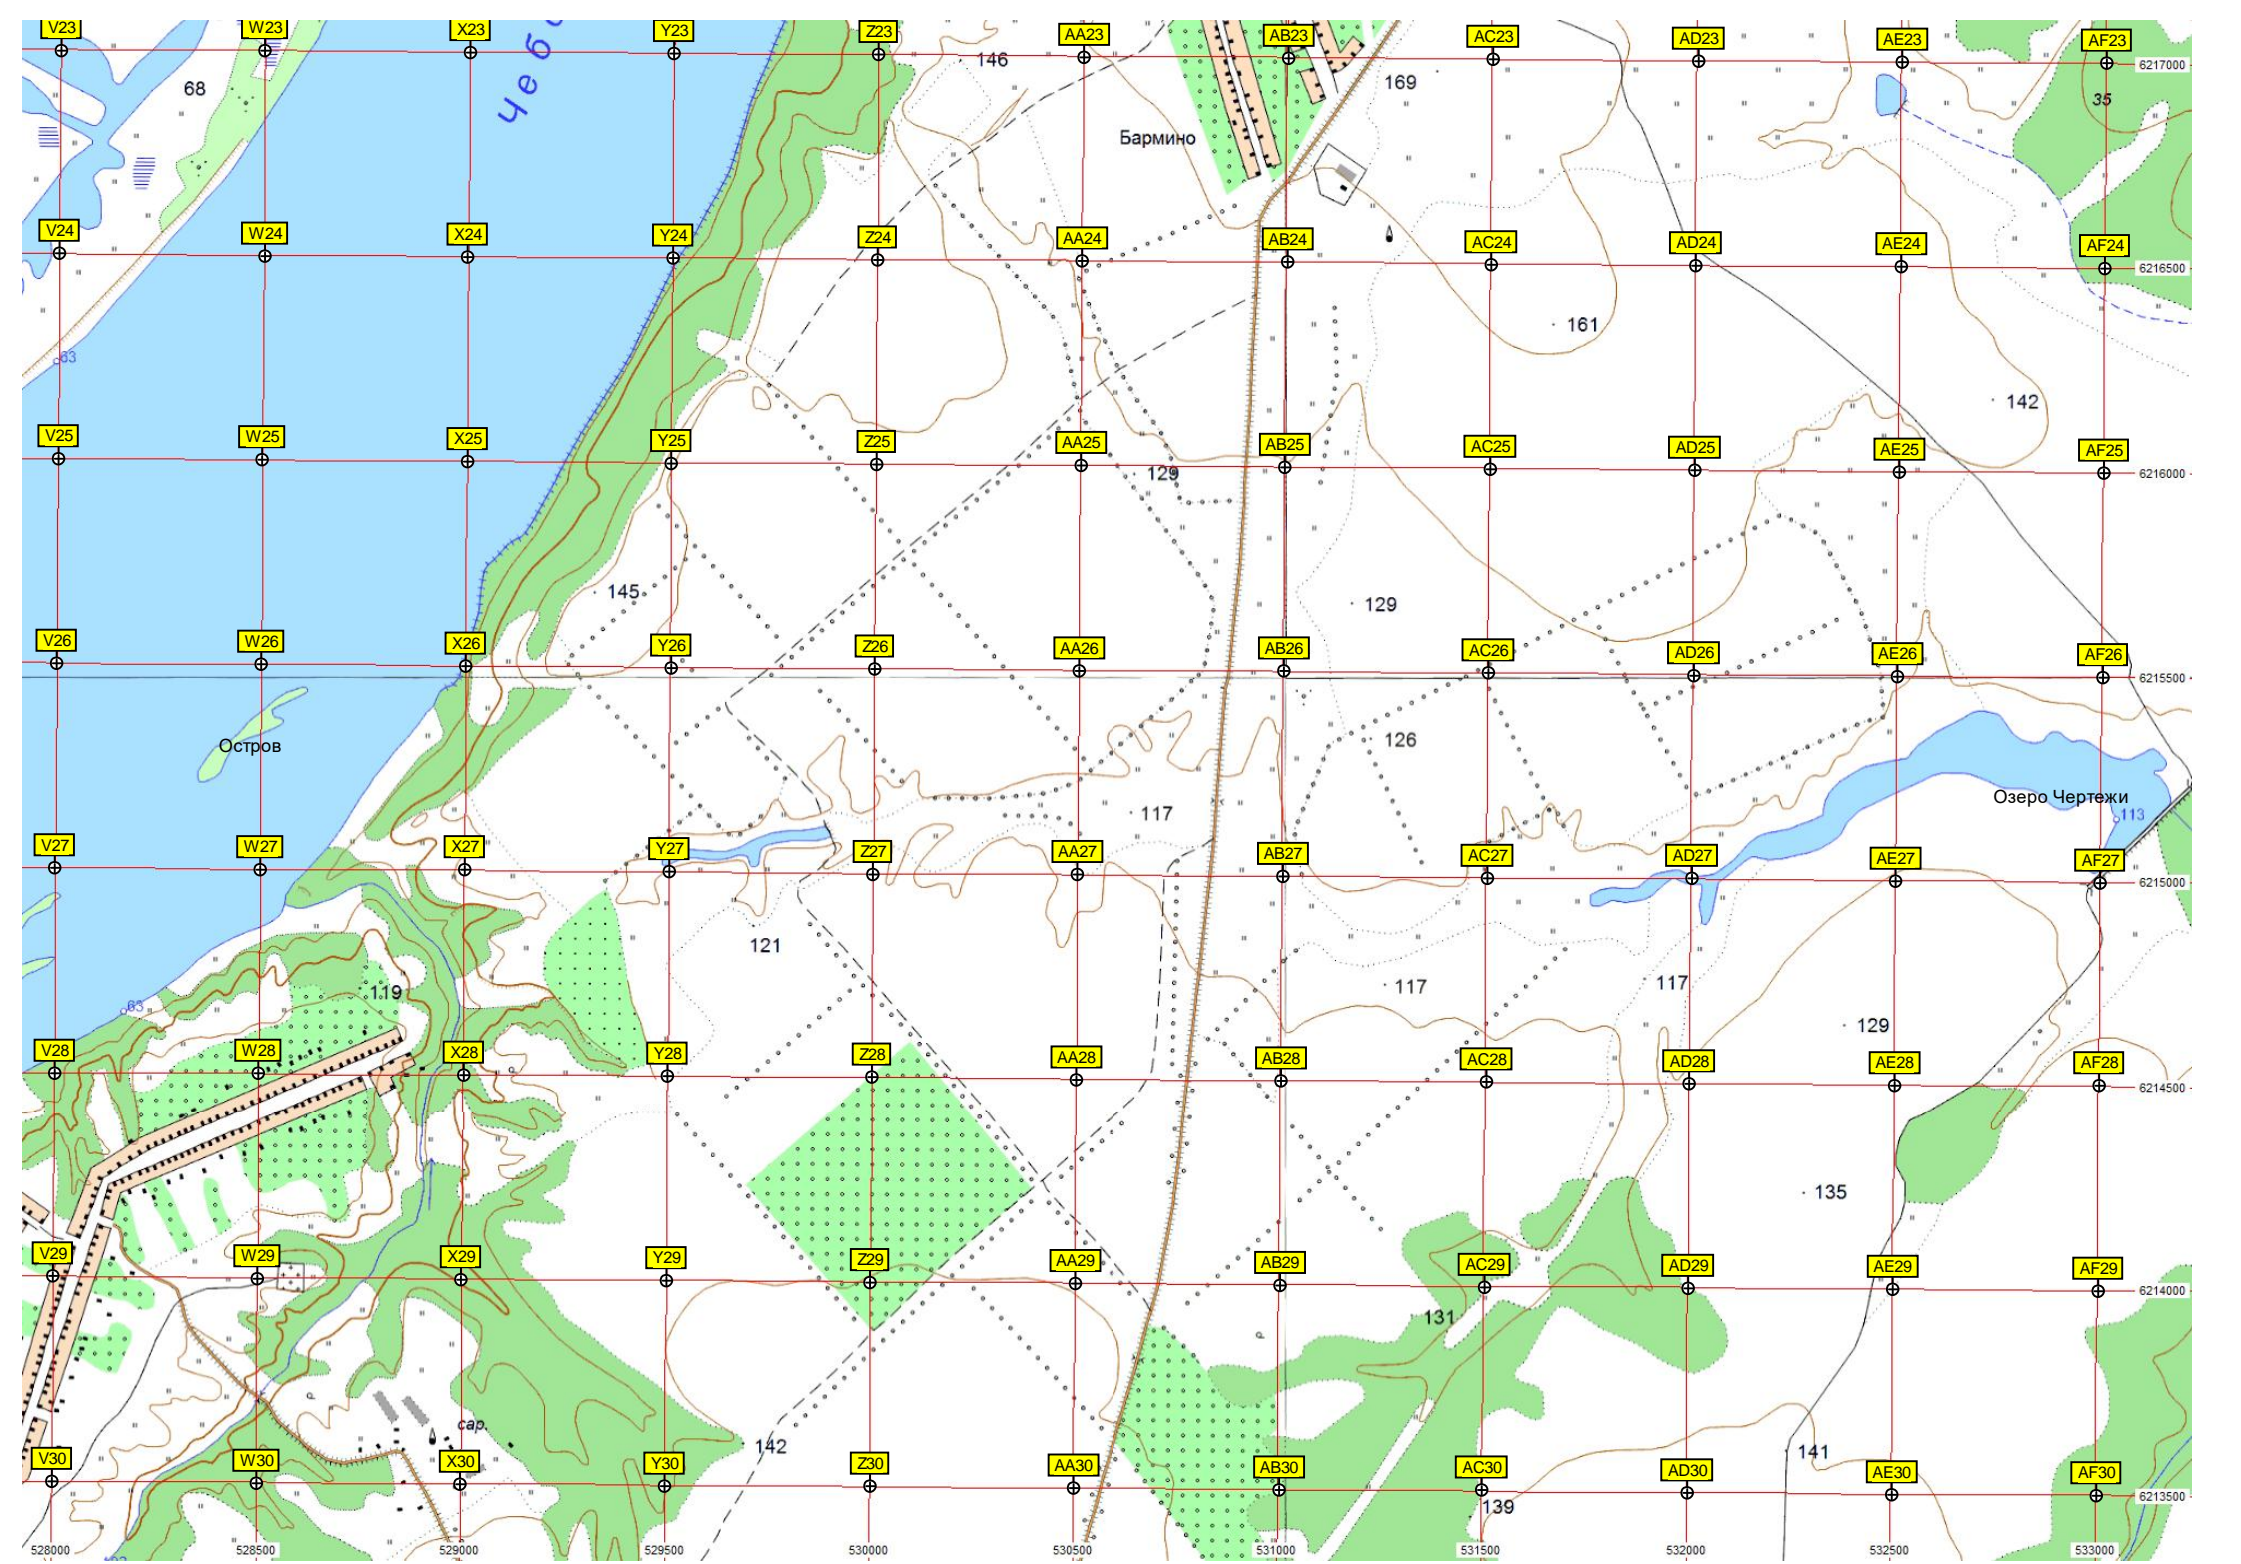 V23 W23 X23 Y23 Z23 AA23 AB23 AC23 AD23 AE23 AF23
Чебо
146
6217000
68
169
35
Бармино
V24 W24 X24 Y24 Z24 AA24 AB24 AC24 AD24 AE24 AF24
6216500
161
63
142
V25 W25 X25 Y25 Z25 AA25 AB25 AC25 AD25 AE25 AF25
129
6216000
145
129
V26 W26 X26 Y26 Z26 AA26 AB26 AC26 AD26 AE26 AF26
6215500
Остров
126
Озеро Чертежи
117
113
V27 W27 X27 Y27 Z27 AA27 AB27 AC27 AD27 AE27 AF27
6215000
121
119
117
117
63
129
V28 W28 X28 Y28 Z28 AA28 AB28 AC28 AD28 AE28 AF28
6214500
135
V29 W29 X29 Y29 Z29 AA29 AB29 AC29 AD29 AE29 AF29
6214000
131
сар.
142
141
V30 W30 X30 Y30 Z30 AA30 AB30 AC30 AD30 AE30 AF30
6213500
139
528000 528500 529000 529500 530000 530500 531000 531500 532000 532500 533000